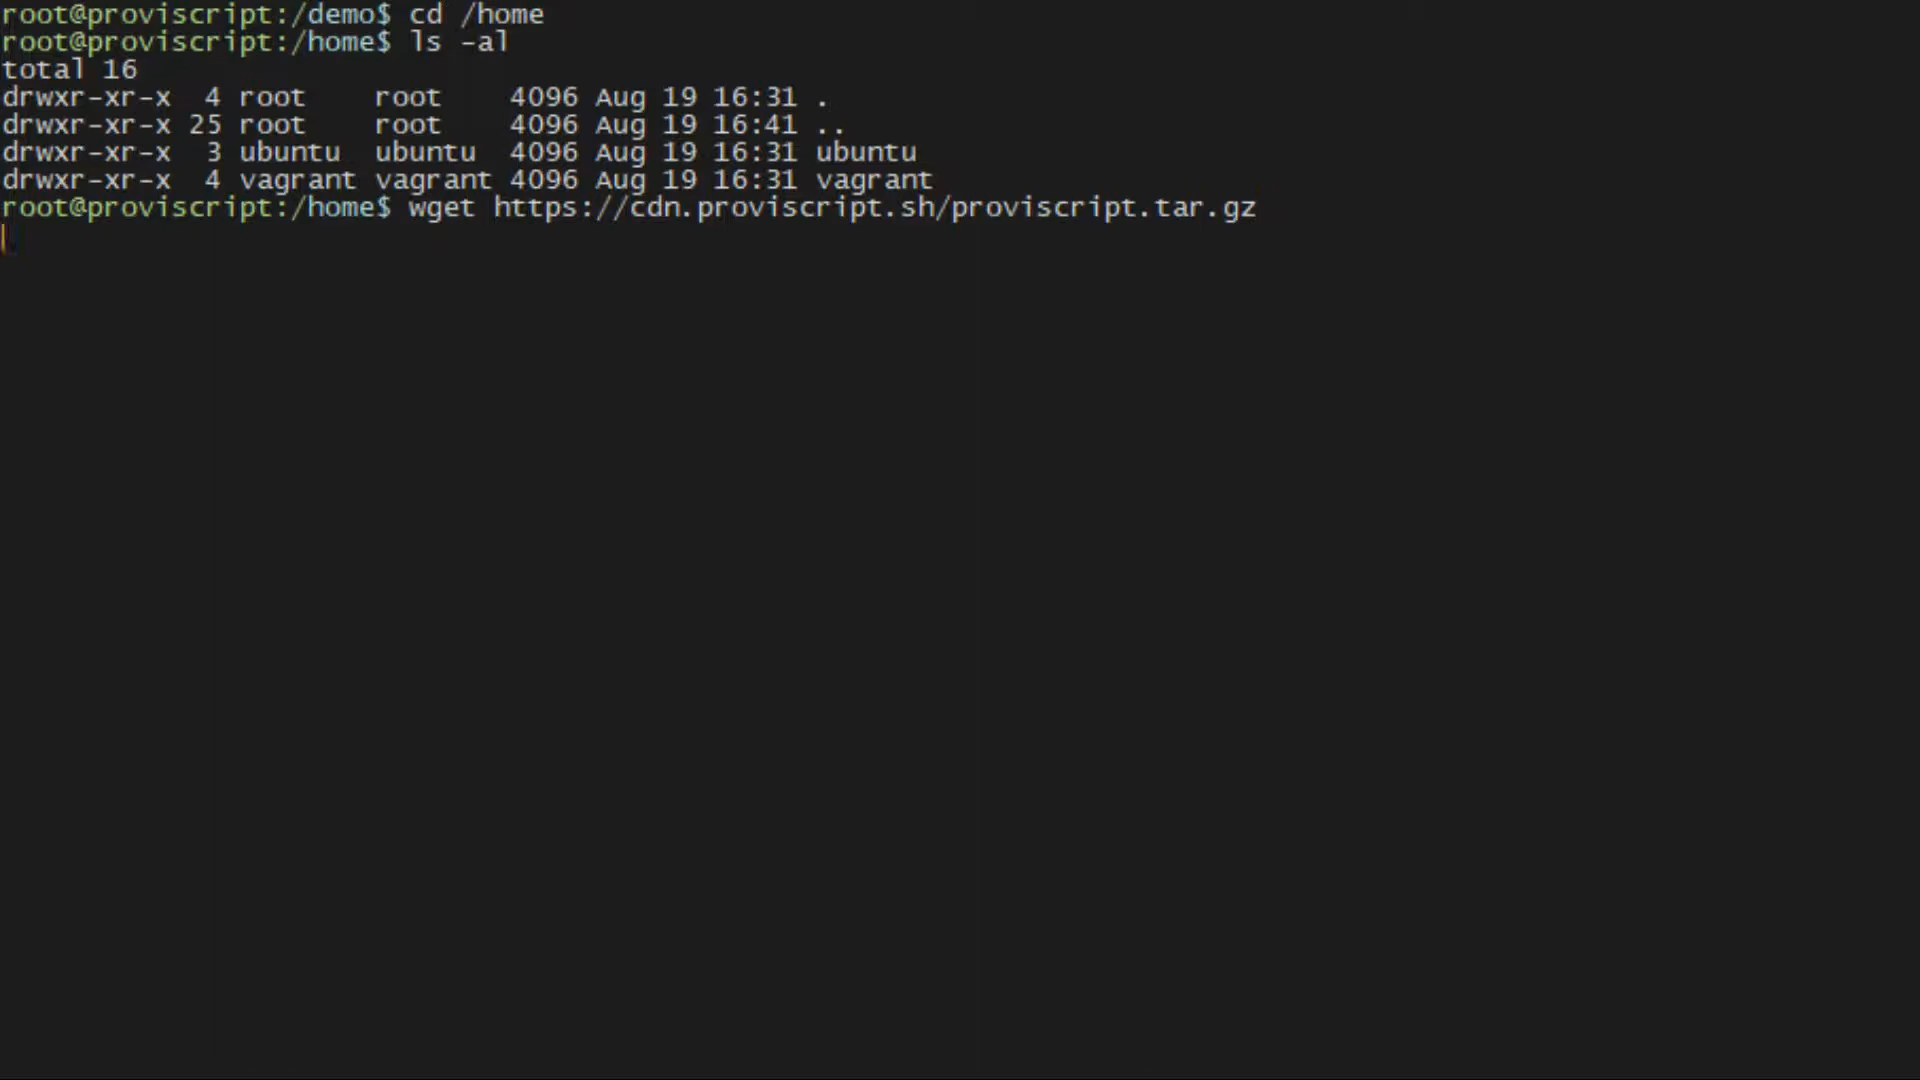 root@proviscript:/demo$ cd /home
root@proviscript:/home$ ls -al
total 16
drwxr-xr-x  4 root    root    4096 Aug 19 16:31 .
drwxr-xr-x 25 root    root    4096 Aug 19 16:41 ..
drwxr-xr-x  3 ubuntu  ubuntu  4096 Aug 19 16:31 ubuntu
drwxr-xr-x  4 vagrant vagrant 4096 Aug 19 16:31 vagrant
root@proviscript:/home$ wget https://cdn.proviscript.sh/proviscript.tar.gz